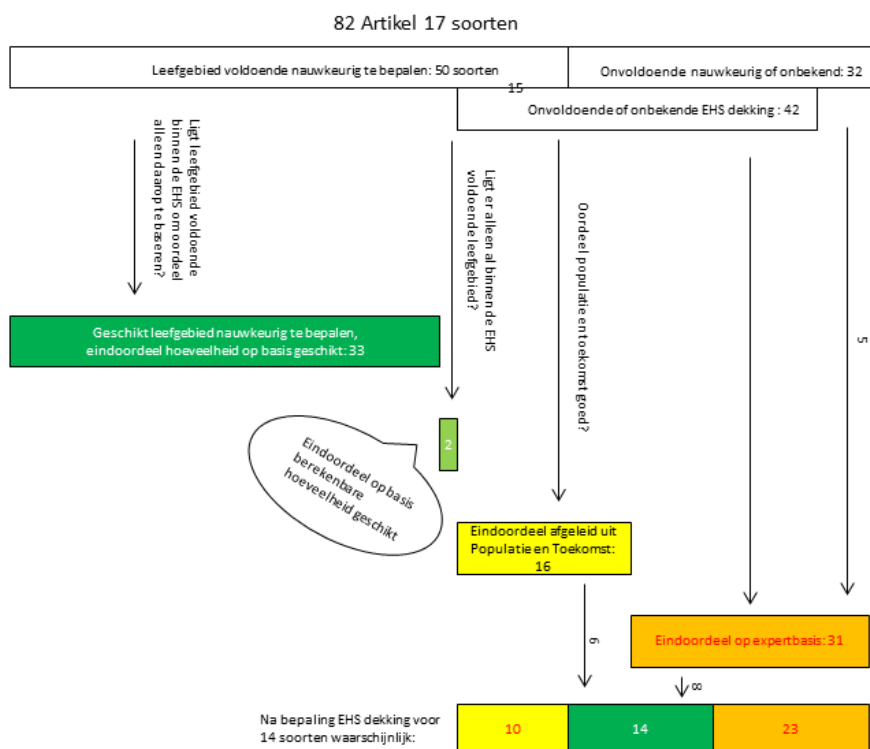 82 Artikel 17 soorten
Leefgebied voldoende nauwkeurig te bepalen: 50 soorten
Onvoldoende nauwkeurig of onbekend: 32
15
Onvoldoende of onbekende EHS dekking : 42
Ligt leefgebied voldoende
binnen de EHS om oordeel
alleen daarop te baseren?
Ligt er alleen al binnen de EHS
voldoende leefgebied?
Oordeel populatie en toekomst goed?
5
Geschikt leefgebied nauwkeurig te bepalen,
eindoordeel hoeveelheid op basis geschikt: 33
2
Eindoordeel op basis
berekenbare
hoeveelheid geschikt
Eindoordeel afgeleid uit
Populatie en Toekomst:
16
Eindoordeel op expertbasis: 31
6
8
Na bepaling EHS dekking voor
14 soorten waarschijnlijk:
10
14
23